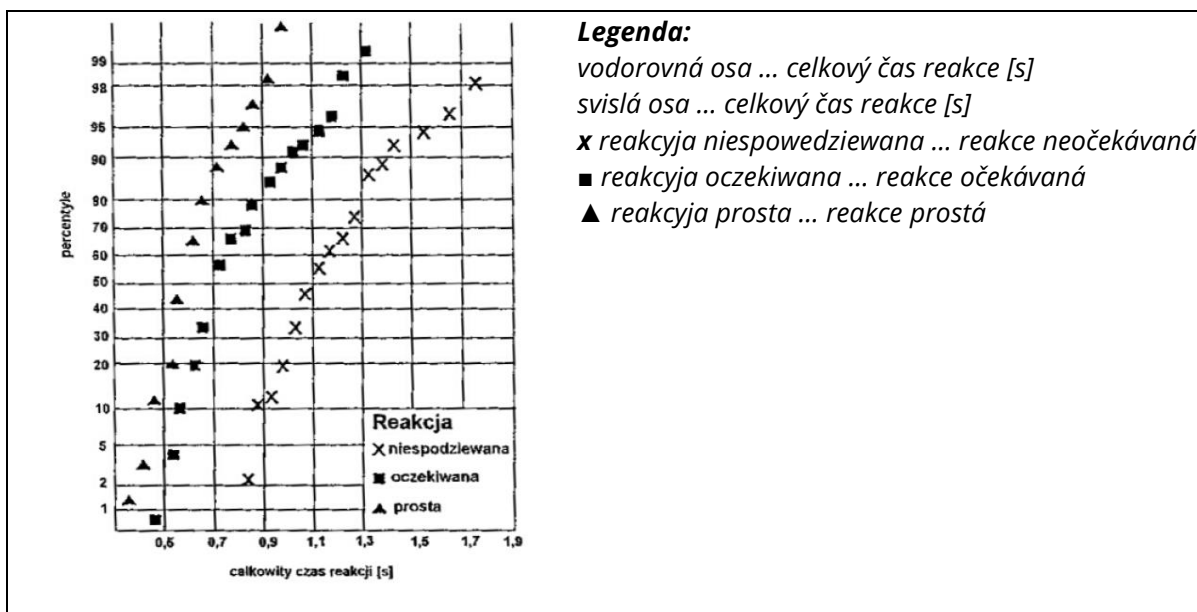 99
98
95
90
90
70
60
50
40
30
20
10
5
2
1
percentyle
Reakcja
niespodziewana
oczekiwana
prosta
0,5 0,7 0,9 1,1 1,3 1,5 1,7 1,9
całkowity czas reakcji [s]
Legenda:
vodorovná osa ... celkový čas reakce [s]
svislá osa ... celkový čas reakce [s]
x reakcyja niespowedziewana ... reakce neočekávaná
■ reakcyja oczekiwana ... reakce očekávaná
▲ reakcyja prosta ... reakce prostá